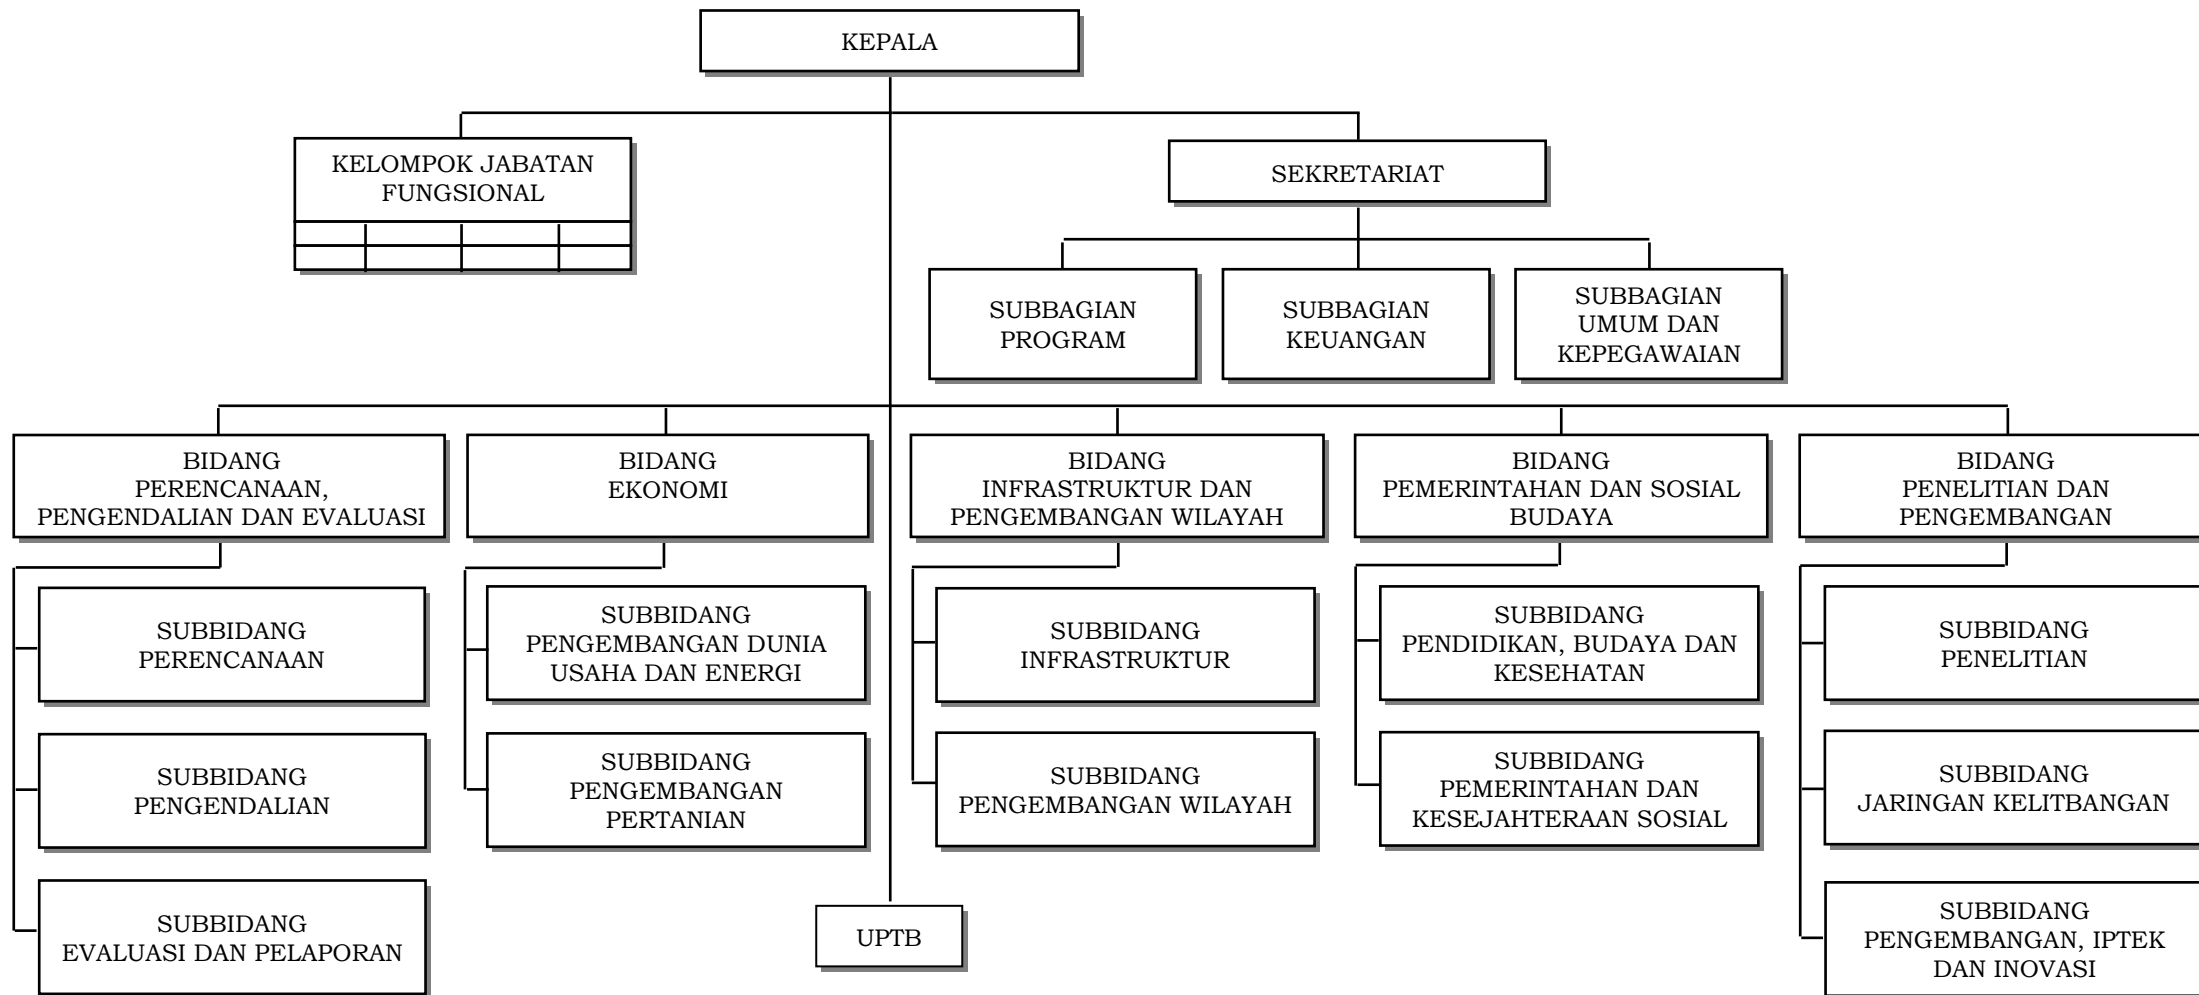 KEPALA
KELOMPOK JABATAN
FUNGSIONAL
SEKRETARIAT
SUBBAGIAN
PROGRAM
SUBBAGIAN
KEUANGAN
SUBBAGIAN
UMUM DAN
KEPEGAWAIAN
BIDANG
PERENCANAAN,
PENGENDALIAN DAN EVALUASI
BIDANG
EKONOMI
BIDANG
INFRASTRUKTUR DAN
PENGEMBANGAN WILAYAH
BIDANG
PEMERINTAHAN DAN SOSIAL
BUDAYA
BIDANG
PENELITIAN DAN
PENGEMBANGAN
SUBBIDANG
PERENCANAAN
SUBBIDANG
PENGEMBANGAN DUNIA
USAHA DAN ENERGI
SUBBIDANG
INFRASTRUKTUR
SUBBIDANG
PENDIDIKAN, BUDAYA DAN
KESEHATAN
SUBBIDANG
PENELITIAN
SUBBIDANG
PENGENDALIAN
SUBBIDANG
PENGEMBANGAN
PERTANIAN
SUBBIDANG
PENGEMBANGAN WILAYAH
SUBBIDANG
PEMERINTAHAN DAN
KESEJAHTERAAN SOSIAL
SUBBIDANG
JARINGAN KELITBANGAN
SUBBIDANG
EVALUASI DAN PELAPORAN
UPTB
SUBBIDANG
PENGEMBANGAN, IPTEK
DAN INOVASI